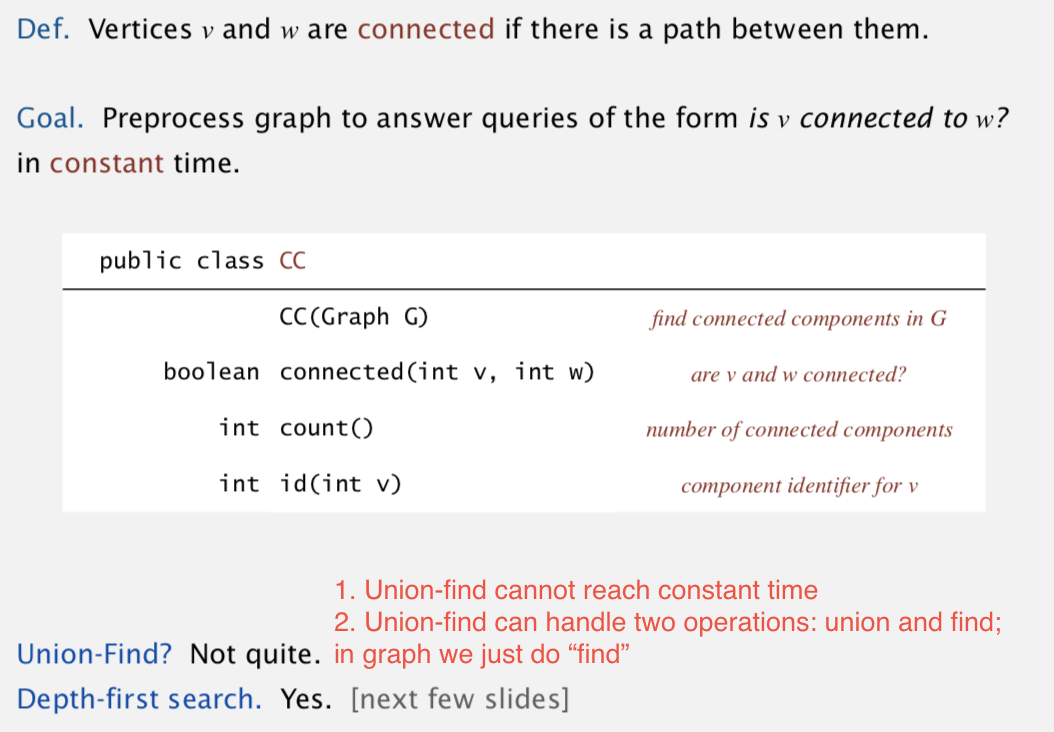 Def. Vertices v and w are connected if there is a path between them.
Goal. Preprocess graph to answer queries of the form is v connected to w?
in constant time.
public class CC
CC(Graph G) find connected components in G
boolean connected(int v, int w) are v and w connected?
int count() number of connected components
int id(int v) component identifier for v
1. Union-find cannot reach constant time
2. Union-find can handle two operations: union and find;
Union-Find? Not quite. in graph we just do “find”
Depth-first search. Yes. [next few slides]